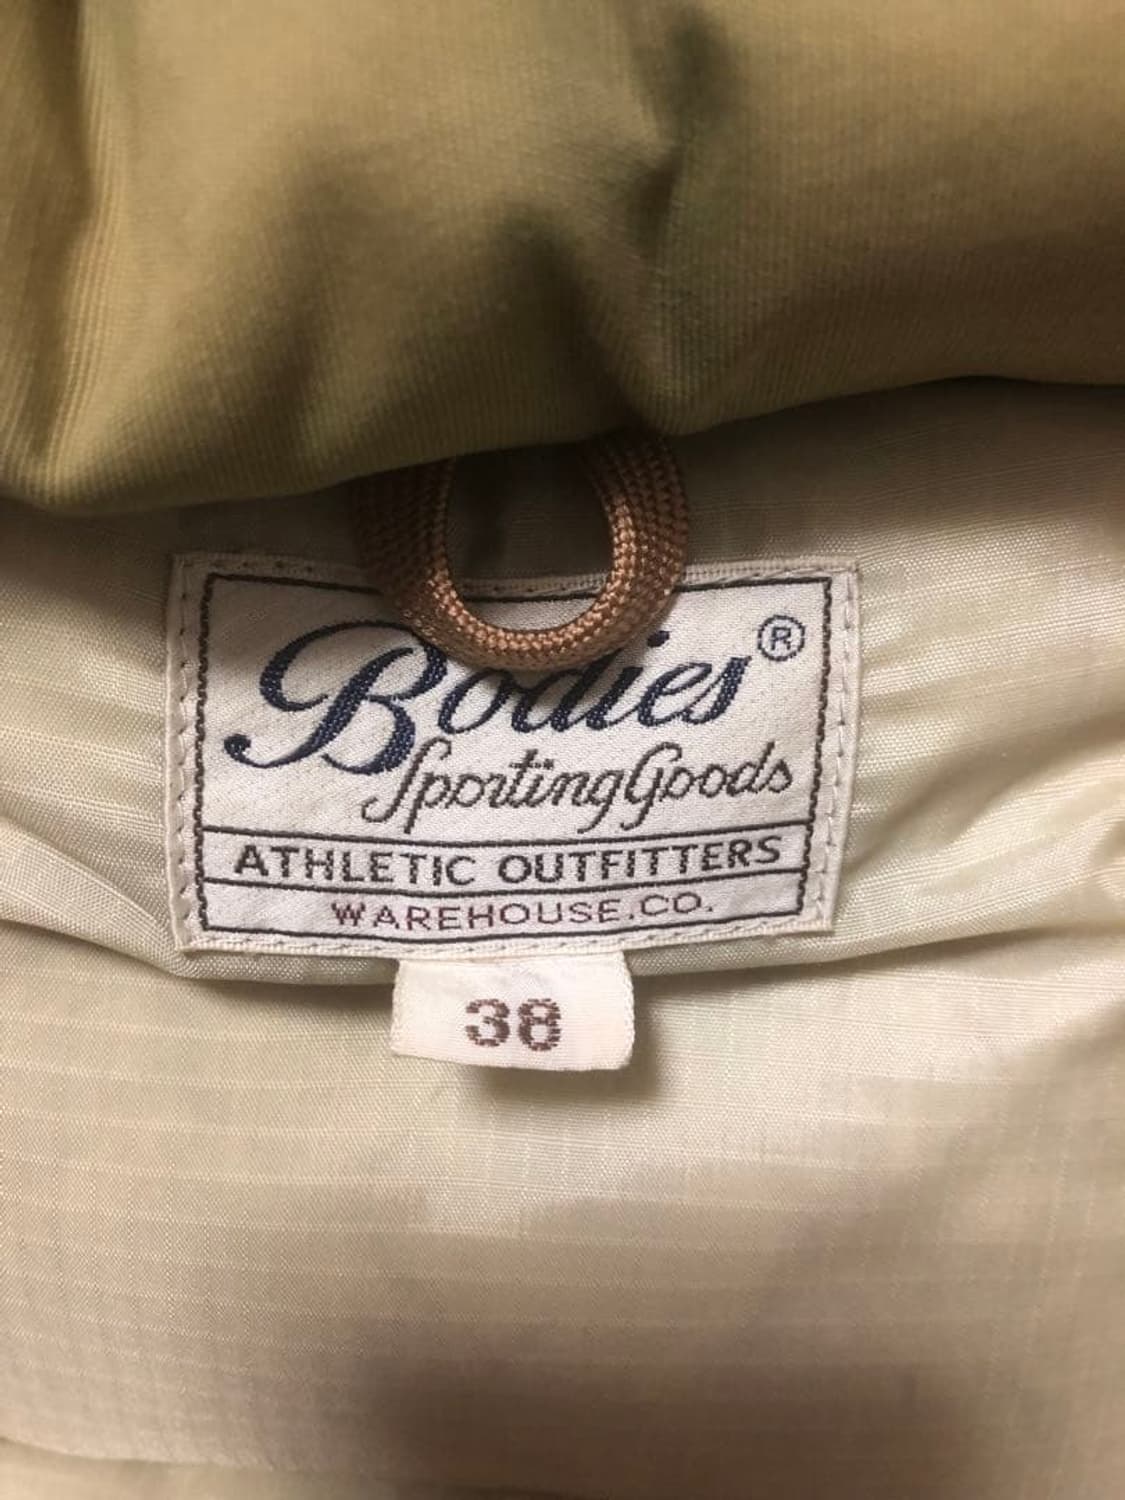 Bodies®
Sporting Goods
ATHLETIC OUTFITTERS
WAREHOUSE.CO.
38